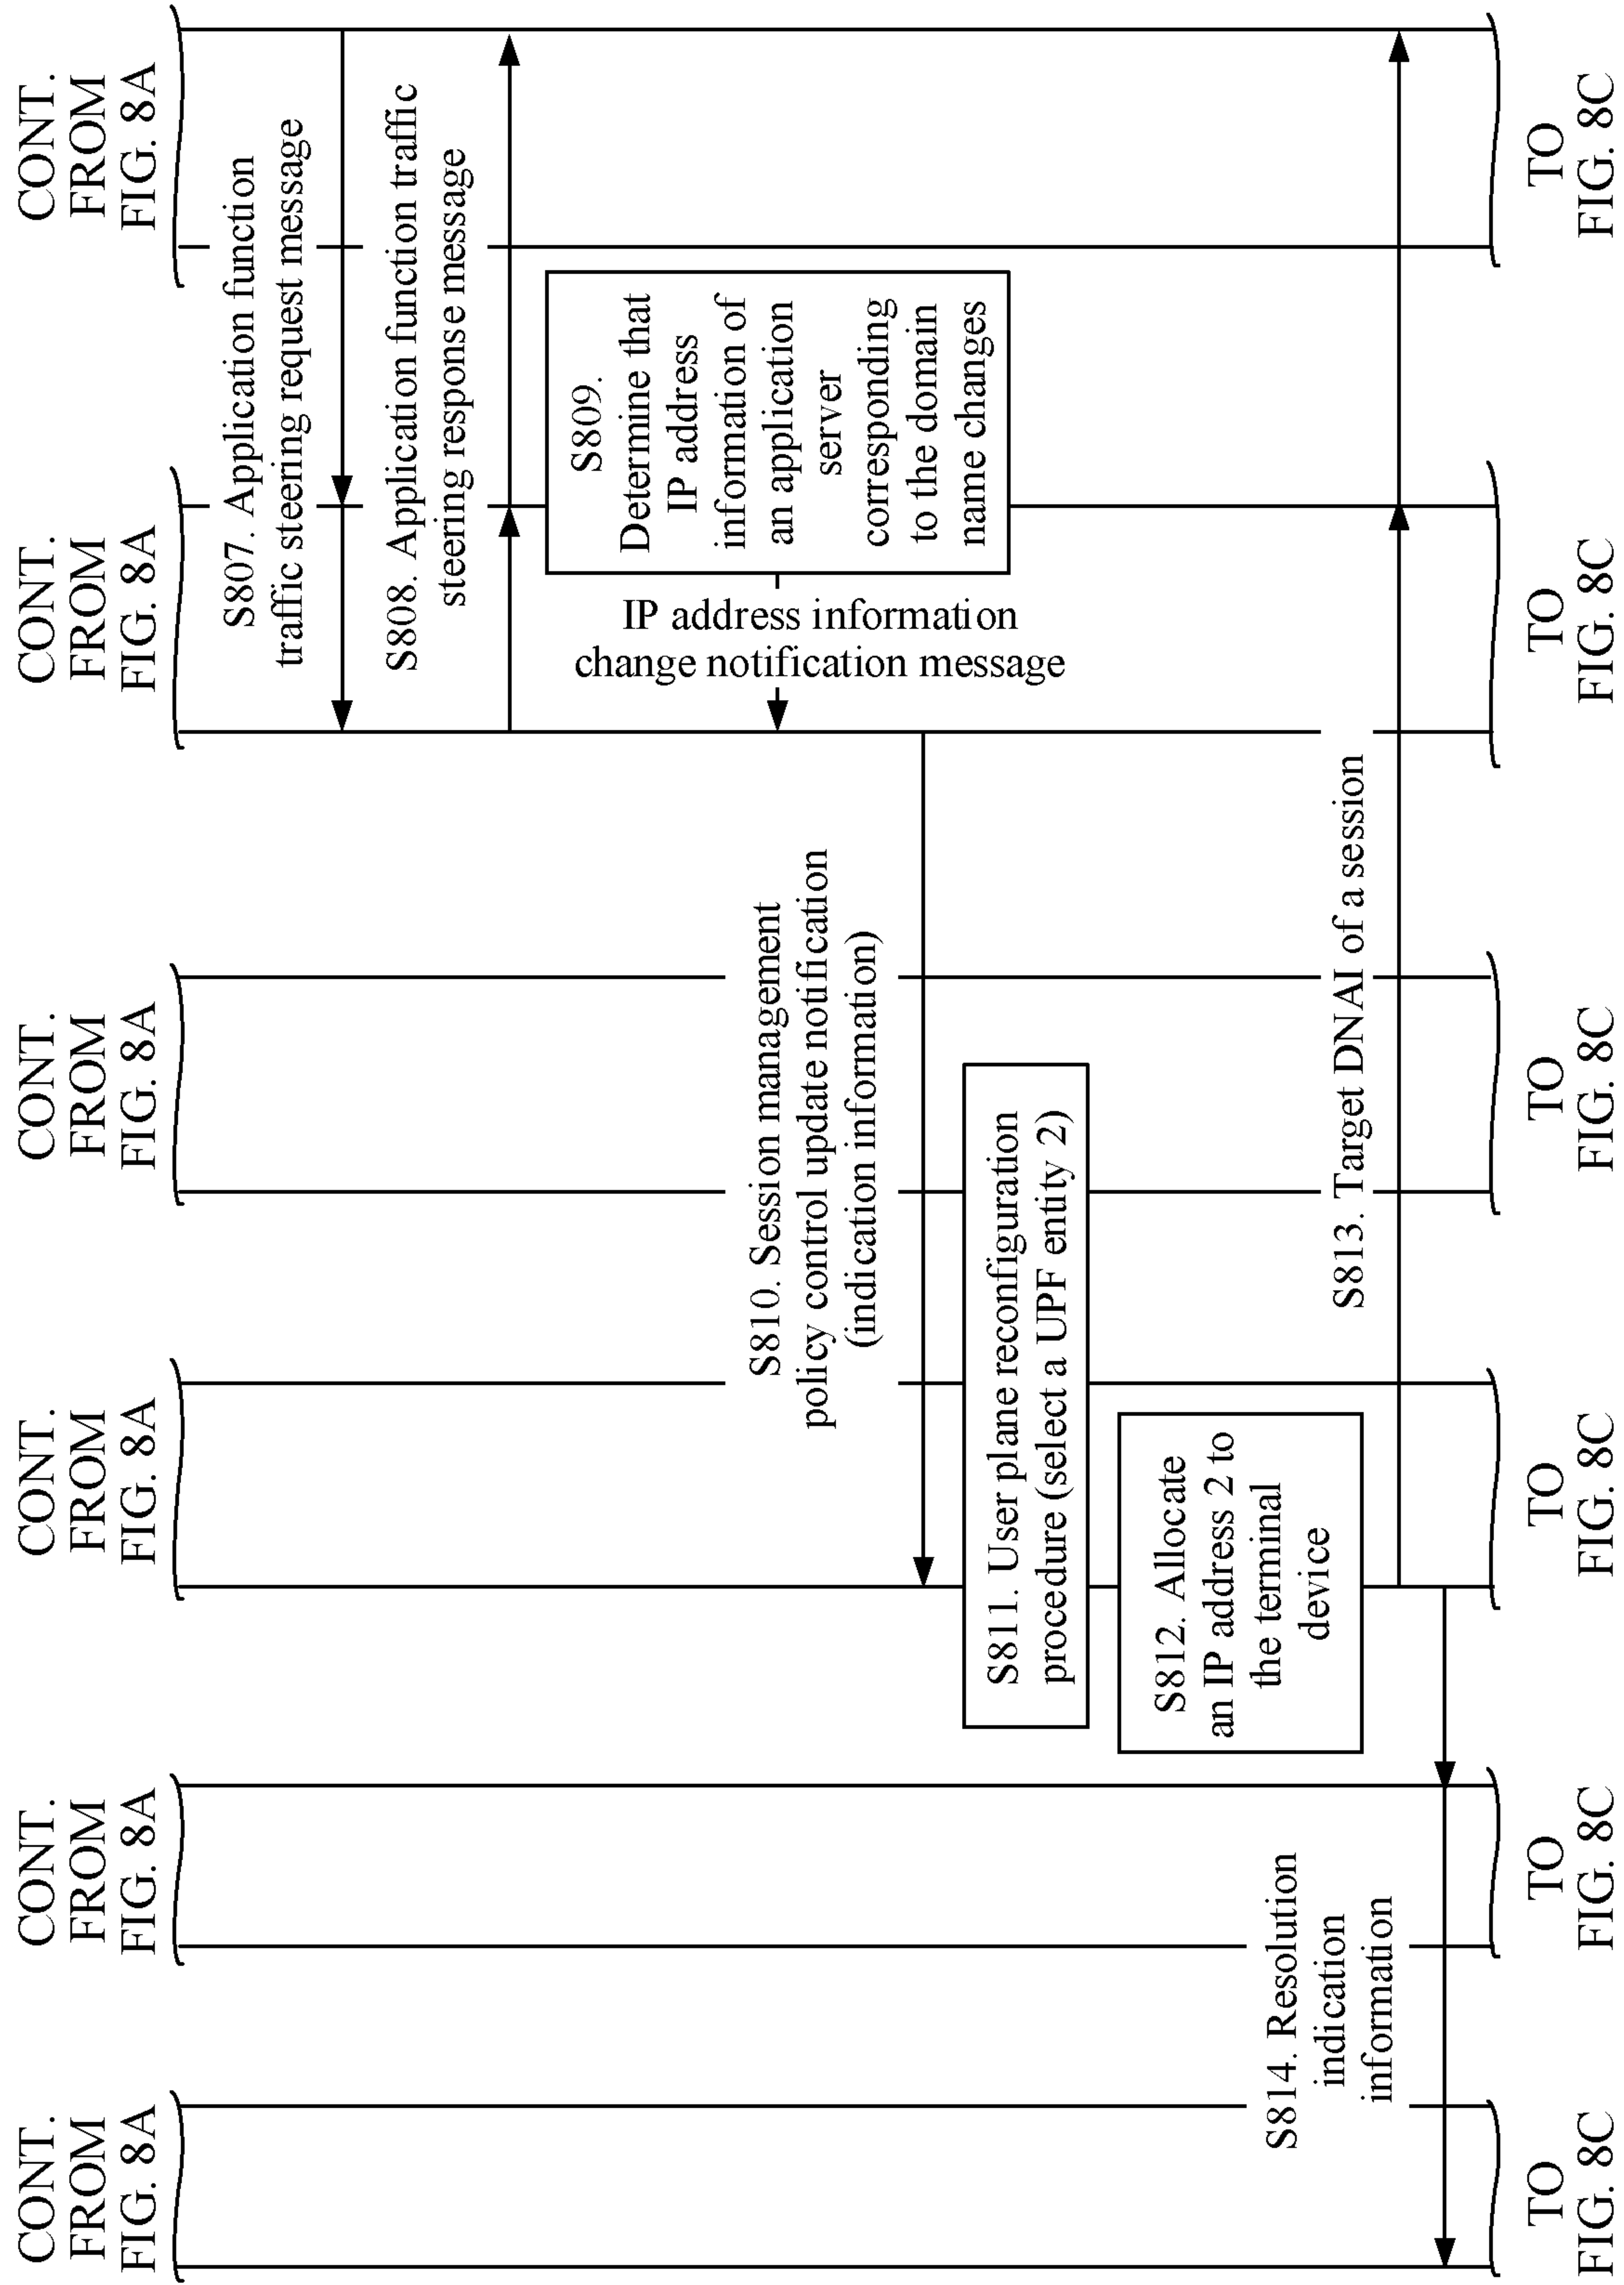 CONT.
FROM
FIG. 8A
CONT.
FROM
FIG. 8A
CONT.
FROM
FIG. 8A
CONT.
FROM
FIG. 8A
CONT.
FROM
FIG. 8A
CONT.
FROM
FIG. 8A
S807. Application function
traffic steering request message
S808. Application function traffic
steering response message
S809.
Determine that
IP address
information of
an application
server
corresponding
to the domain
name changes
IP address information
change notification message
S810. Session management
policy control update notification
(indication information)
S811. User plane reconfiguration
procedure (select a UPF entity 2)
S812. Allocate
an IP address 2 to
the terminal
device
S813. Target DNAI of a session
S814. Resolution
indication
information
TO
FIG. 8C
TO
FIG. 8C
TO
FIG. 8C
TO
FIG. 8C
TO
FIG. 8C
TO
FIG. 8C